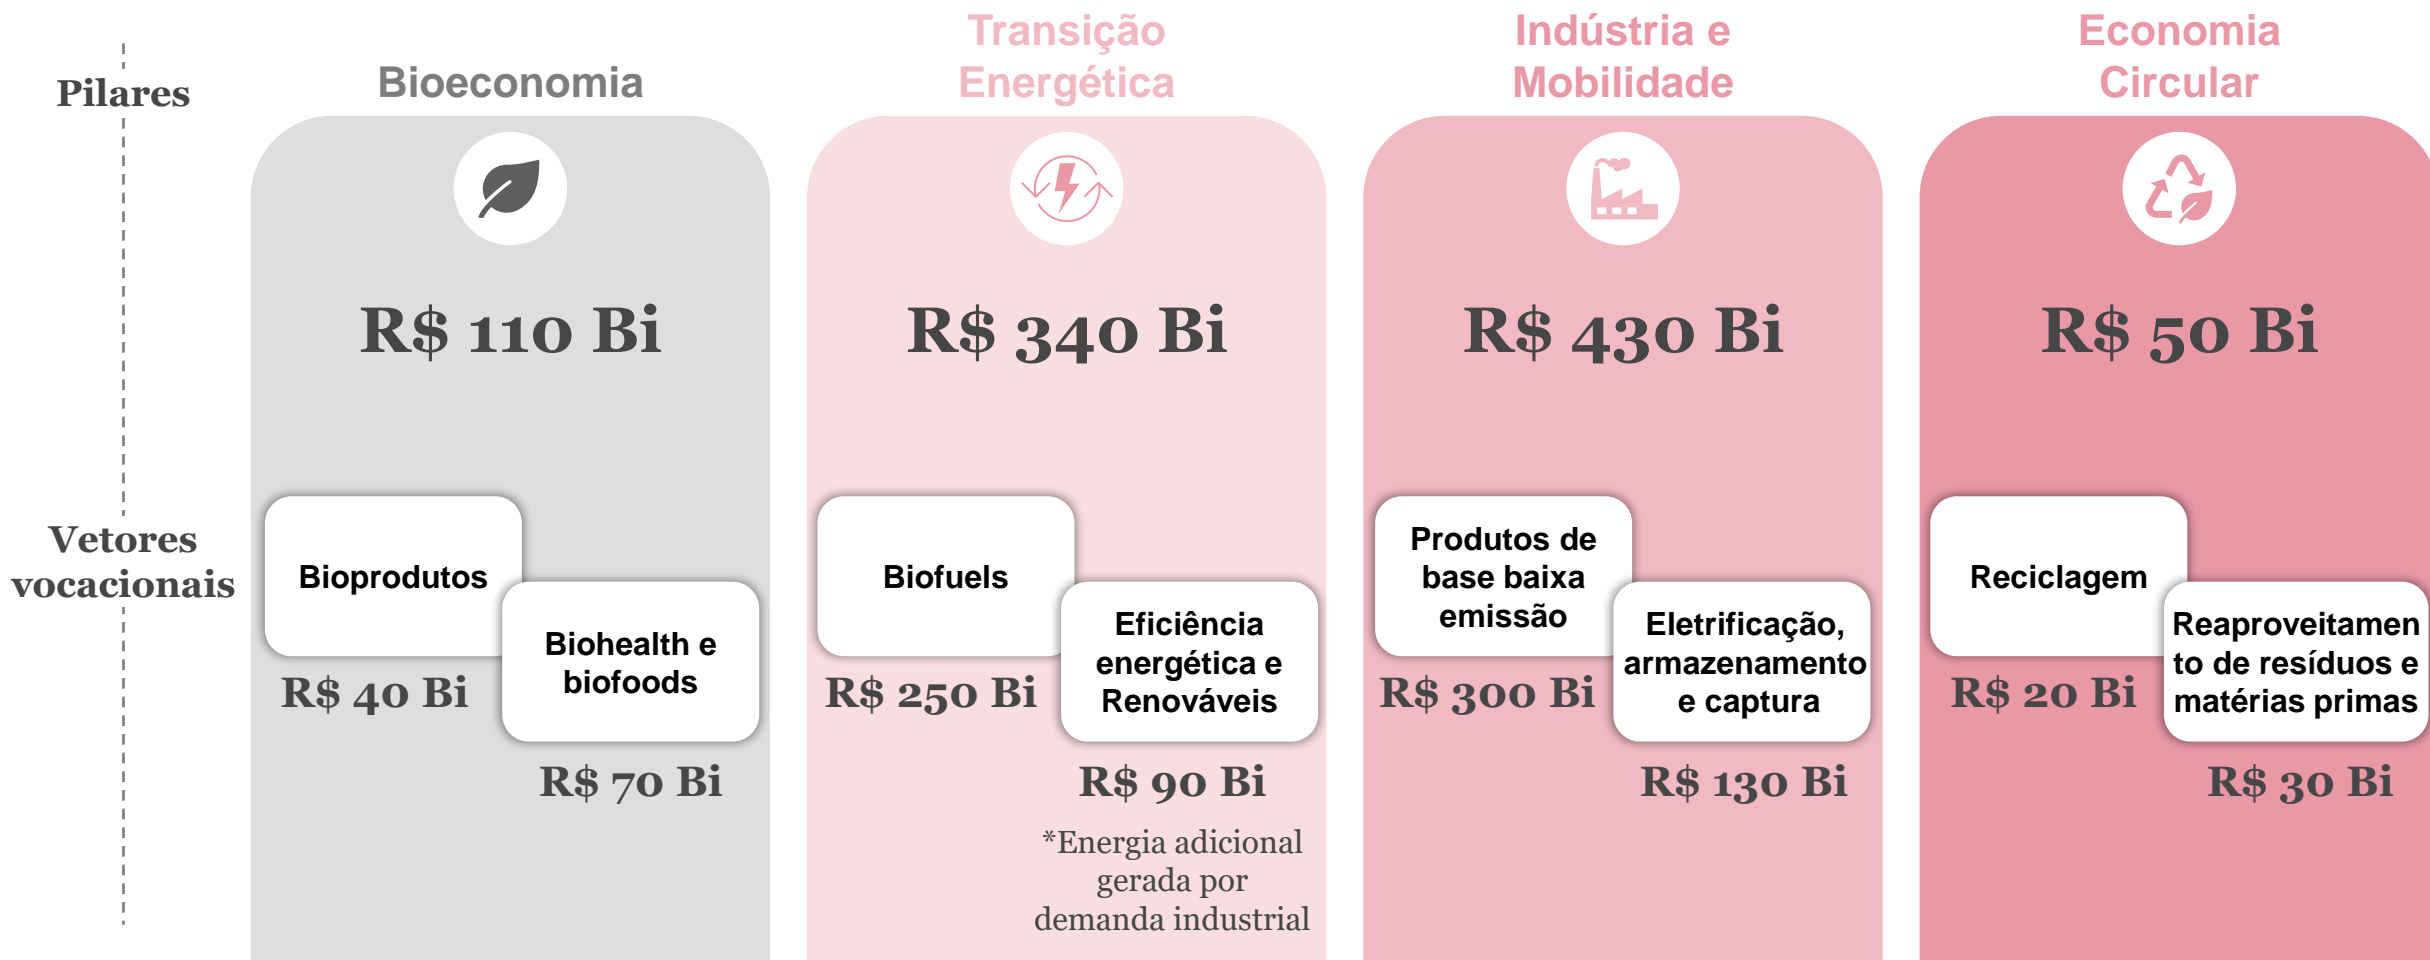 Pilares
Bioeconomia
Transição
Energética
Indústria e
Mobilidade
Economia
Circular
R$ 110 Bi
R$ 340 Bi
R$ 430 Bi
R$ 50 Bi
Vetores
vocacionais
Bioprodutos
R$ 40 Bi
Biohealth e
biofoods
R$ 70 Bi
Biofuels
R$ 250 Bi
Eficiência
energética e
Renováveis
R$ 90 Bi
*Energia adicional
gerada por
demanda industrial
Produtos de
base baixa
emissão
R$ 300 Bi
Eletrificação,
armazenamento
e captura
R$ 130 Bi
Reciclagem
R$ 20 Bi
Reaproveitamen
to de resíduos e
matérias primas
R$ 30 Bi